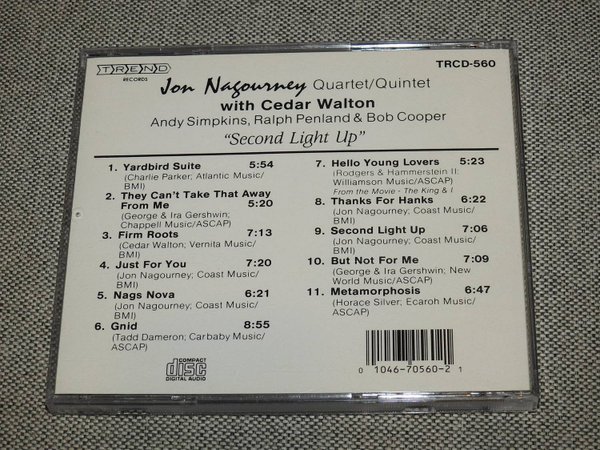 TREND
RECORDS
TRCD-560
Jon Nagourney Quartet/Quintet
with Cedar Walton
Andy Simpkins, Ralph Penland & Bob Cooper
"Second Light Up"
1. Yardbird Suite 5:54
(Charlie Parker; Atlantic Music/
BMI)
2. They Can't Take That Away
From Me 5:20
(George & Ira Gershwin;
Chappell Music/ASCAP)
3. Firm Roots 7:13
(Cedar Walton; Vernita Music/
BMI)
4. Just For You 7:20
(Jon Nagourney; Coast Music/
BMI)
5. Nags Nova 6:21
(Jon Nagourney; Coast Music/
BMI)
6. Gnid 8:55
(Tadd Dameron; Carbaby Music/
ASCAP)
7. Hello Young Lovers 5:23
(Rodgers & Hammerstein II;
Williamson Music/ASCAP)
From the Movie - The King & I
8. Thanks For Hanks 6:22
(Jon Nagourney; Coast Music/
BMI)
9. Second Light Up 7:06
(Jon Nagourney; Coast Music/
BMI)
10. But Not For Me 7:09
(George & Ira Gershwin; New
World Music/ASCAP)
11. Metamorphosis 6:47
(Horace Silver; Ecaroh Music/
ASCAP)
COMPACT
disc
DIGITAL AUDIO
0 1046-70560-2 1